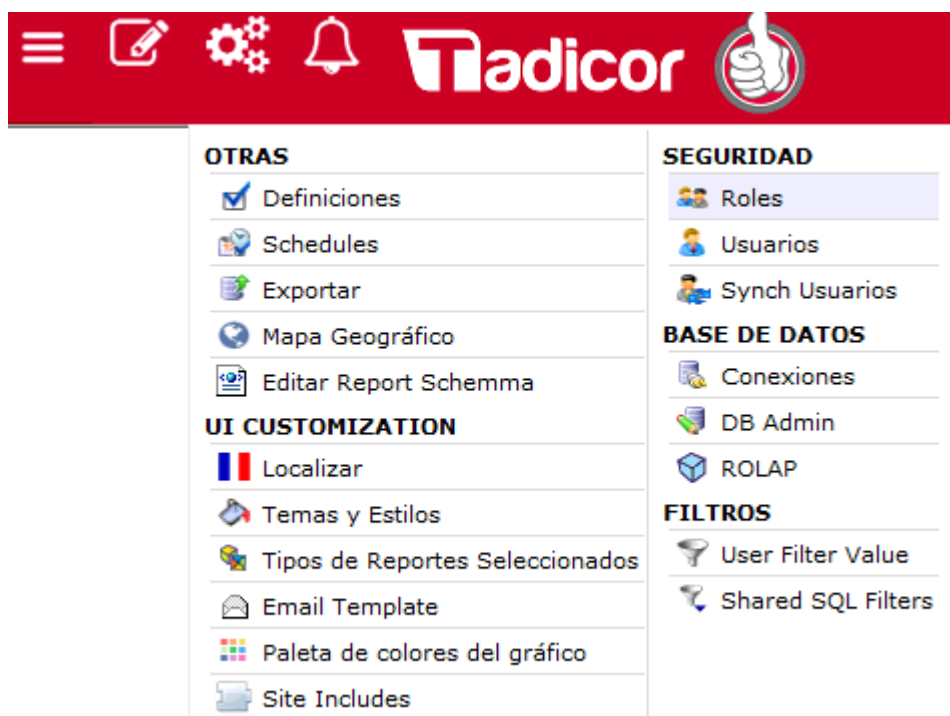 Tadicor
OTRAS
Definiciones
Schedules
Exportar
Mapa Geográfico
Editar Report Schemma
UI CUSTOMIZATION
Localizar
Temas y Estilos
Tipos de Reportes Seleccionados
Email Template
Paleta de colores del gráfico
Site Includes
SEGURIDAD
Roles
Usuarios
Synch Usuarios
BASE DE DATOS
Conexiones
DB Admin
ROLAP
FILTROS
User Filter Value
Shared SQL Filters